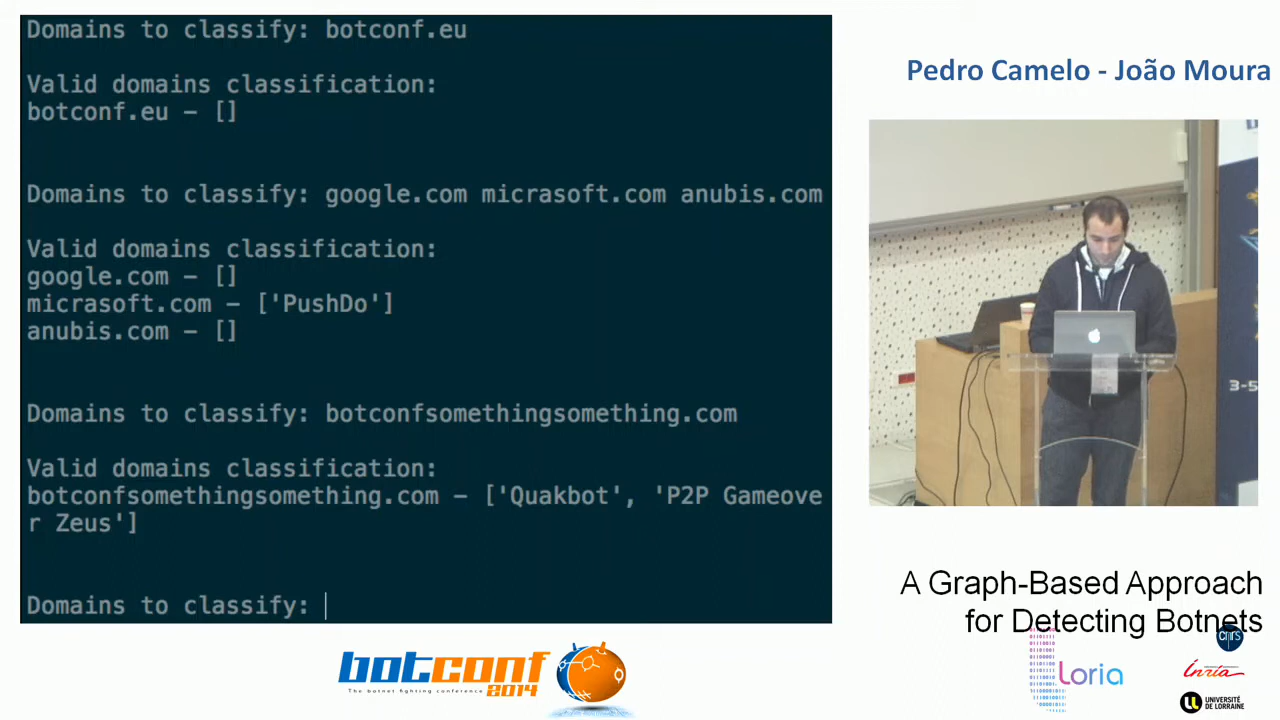 Domains to classify: botconf.eu
Valid domains classification:
botconf.eu - []
Domains to classify: google.com micrasoft.com anubis.com
Valid domains classification:
google.com - []
micrasoft.com - ['PushDo']
anubis.com - []
Domains to classify: botconfsomethingsomething.com
Valid domains classification:
botconfsomethingsomething.com - ['Quakbot', 'P2P Gameove
r Zeus']
Domains to classify:
Pedro Camelo - João Moura
3-5
A Graph-Based Approach
for Detecting Botnets
botconf
The botnet fighting conference 2014
Loria
cnrs
Inria
UNIVERSITÉ
DE LORRAINE